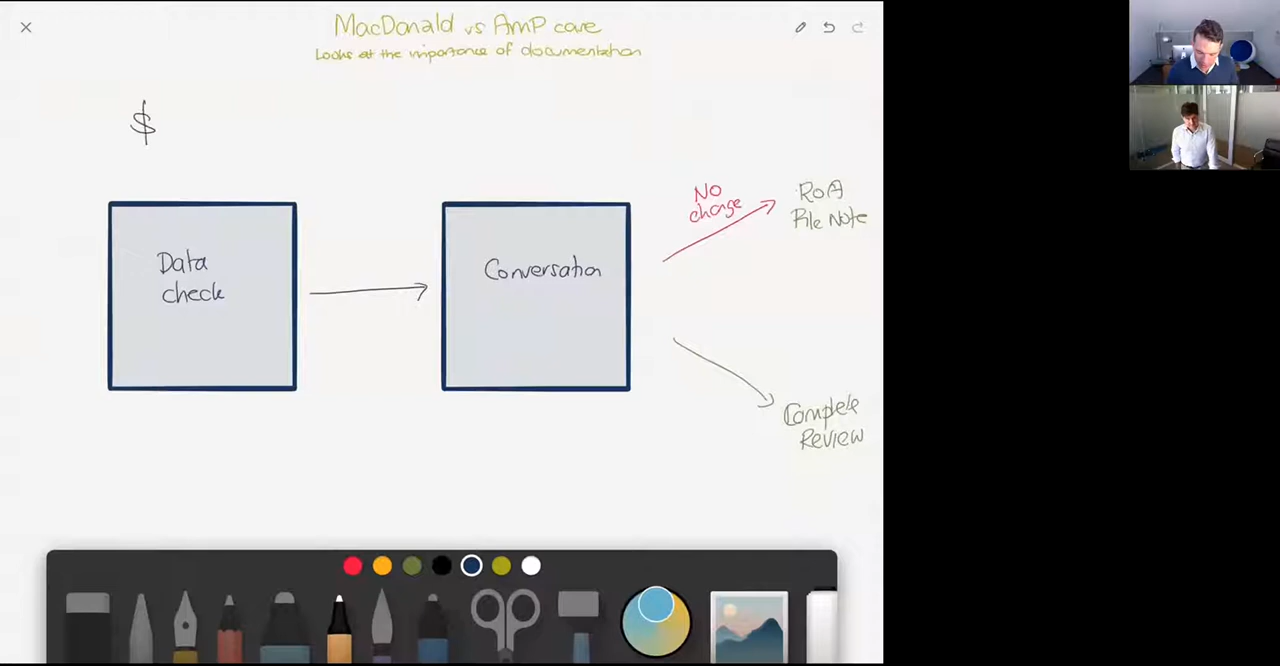 MacDonald vs AMP case
Looks at the importance of documentation
$
Data
check
Conversation
No
change
RoA
File Note
Complete
Review